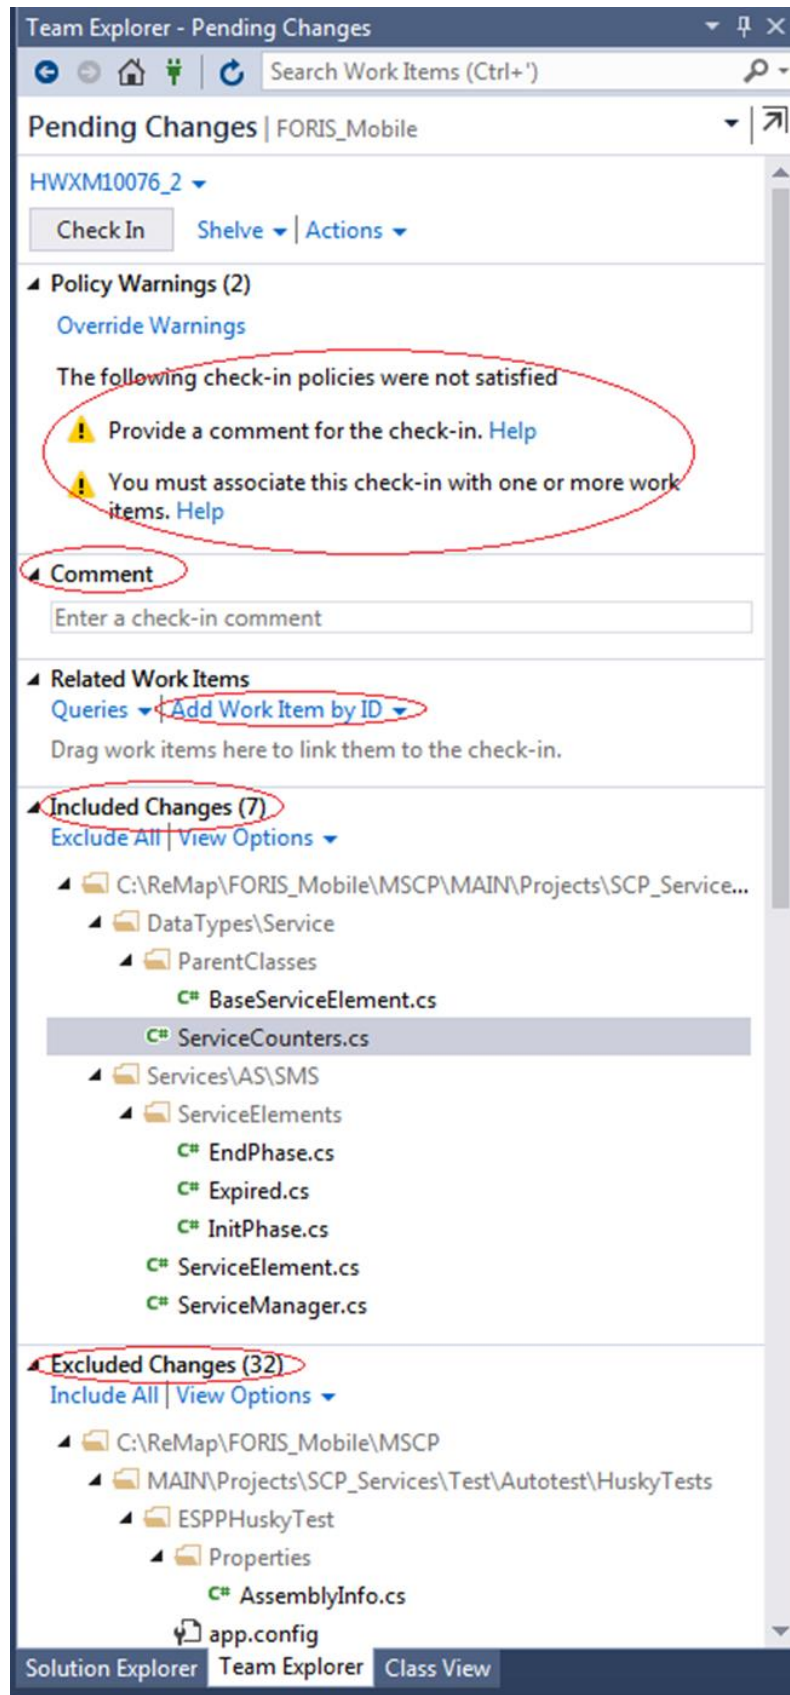 Team Explorer - Pending Changes
Search Work Items (Ctrl+')
Pending Changes | FORIS_Mobile
HWXM10076_2
Check In Shelve | Actions
Policy Warnings (2)
Override Warnings
The following check-in policies were not satisfied
Provide a comment for the check-in. Help
You must associate this check-in with one or more work
items. Help
Comment
Enter a check-in comment
Related Work Items
Queries | Add Work Item by ID
Drag work items here to link them to the check-in.
Included Changes (7)
Exclude All | View Options
C:\ReMap\FORIS_Mobile\MSCP\MAIN\Projects\SCP_Service...
DataTypes\Service
ParentClasses
C# BaseServiceElement.cs
C# ServiceCounters.cs
Services\AS\SMS
ServiceElements
C# EndPhase.cs
C# Expired.cs
C# InitPhase.cs
C# ServiceElement.cs
C# ServiceManager.cs
Excluded Changes (32)
Include All | View Options
C:\ReMap\FORIS_Mobile\MSCP
MAIN\Projects\SCP_Services\Test\Autotest\HuskyTests
ESPPHuskyTest
Properties
C# AssemblyInfo.cs
app.config
Solution Explorer Team Explorer Class View